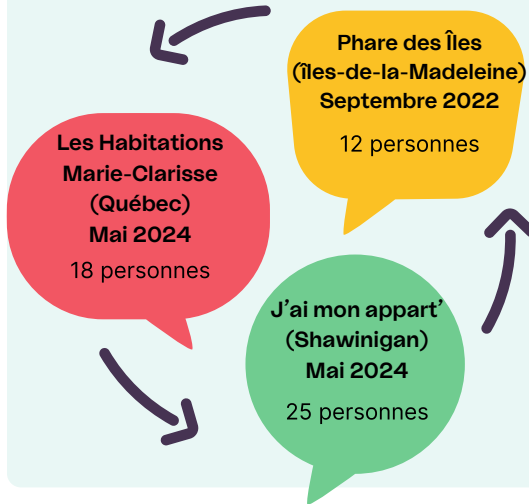 Phare des Îles
(îles-de-la-Madeleine)
Septembre 2022
12 personnes
Les Habitations
Marie-Clarisse
(Québec)
Mai 2024
18 personnes
J'ai mon appart'
(Shawinigan)
Mai 2024
25 personnes